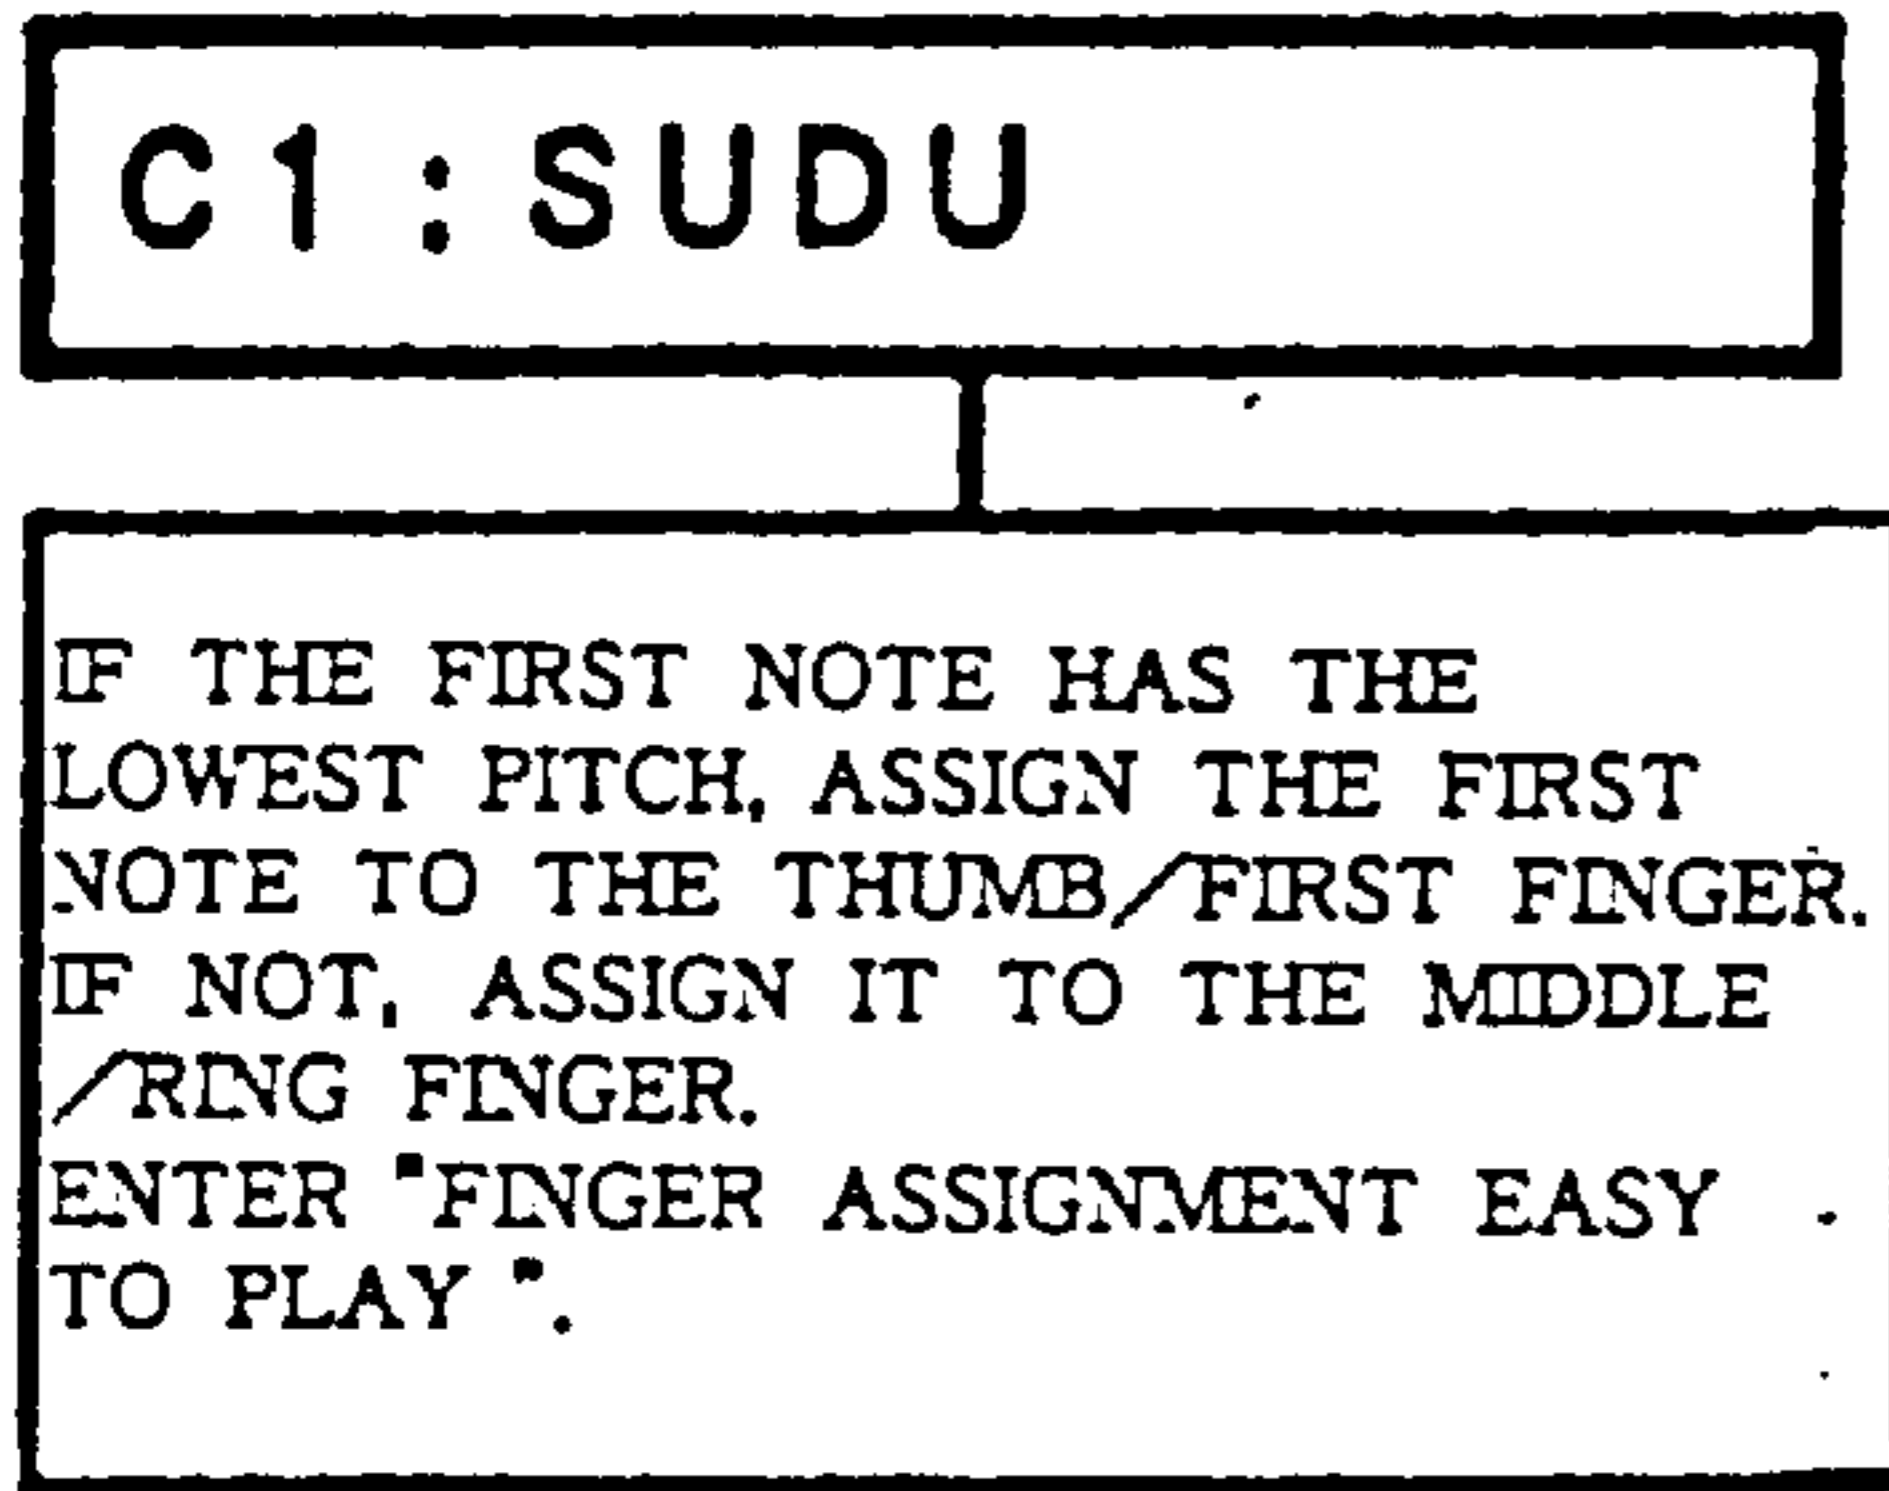 C1:SUDU
IF THE FIRST NOTE HAS THE
LOWEST PITCH, ASSIGN THE FIRST
NOTE TO THE THUMB/FIRST FINGER.
IF NOT, ASSIGN IT TO THE MIDDLE
/RING FINGER.
ENTER "FINGER ASSIGNMENT EASY
TO PLAY ".